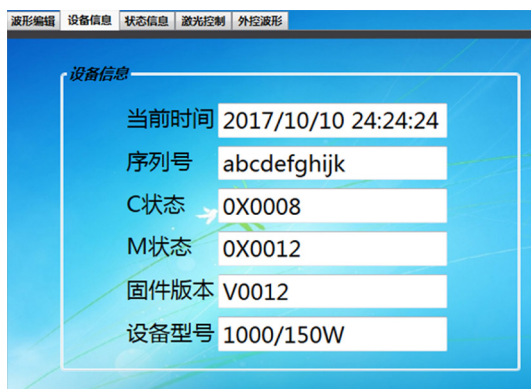 波形编辑 设备信息 状态信息 激光控制 外控波形
设备信息
当前时间 2017/10/10 24:24:24
序列号 abcdefghijk
C状态 0X0008
M状态 0X0012
固件版本 V0012
设备型号 1000/150W